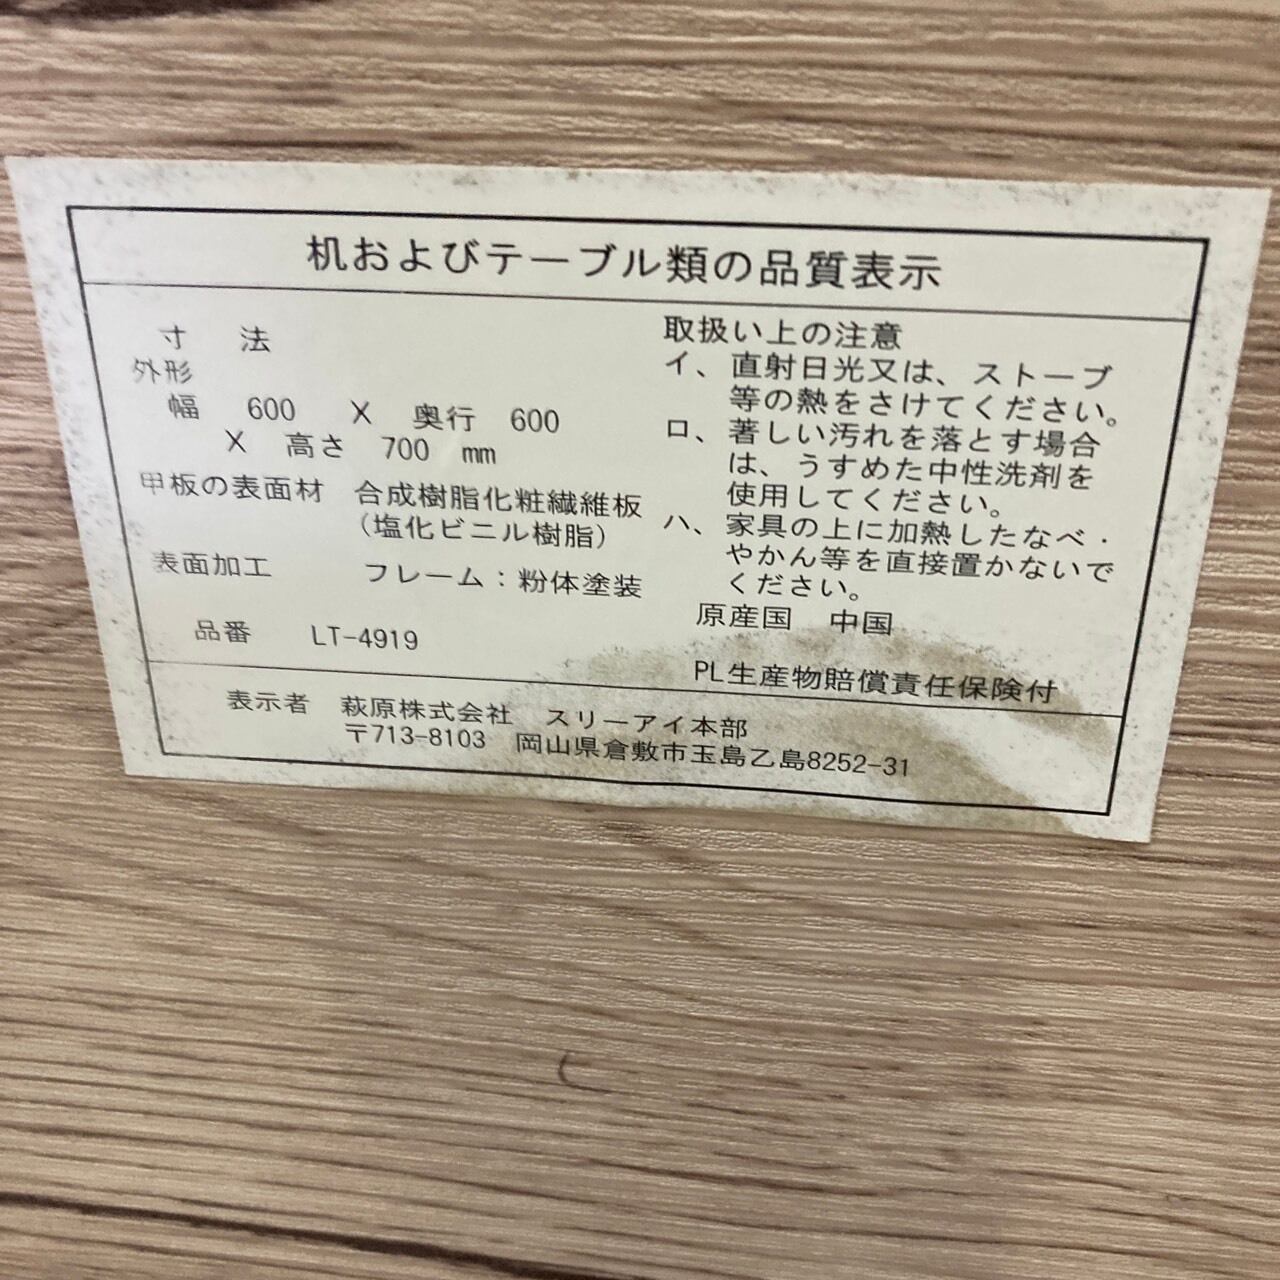 机およびテーブル類の品質表示
寸 法
外形
幅 600 X 奥行 600
X 高さ 700 mm
甲板の表面材 合成樹脂化粧繊維板
(塩化ビニル樹脂)
表面加工 フレーム:粉体塗装
品番 LT-4919
取扱い上の注意
イ、直射日光又は、ストーブ
等の熱をさけてください。
ロ、著しい汚れを落とす場合
は、うすめた中性洗剤を
使用してください。
ハ、家具の上に加熱したなべ・
やかん等を直接置かないで
ください。
原産国 中国
PL生産物賠償責任保険付
表示者 萩原株式会社 スリーアイ本部
〒713-8103 岡山県倉敷市玉島乙島8252-31